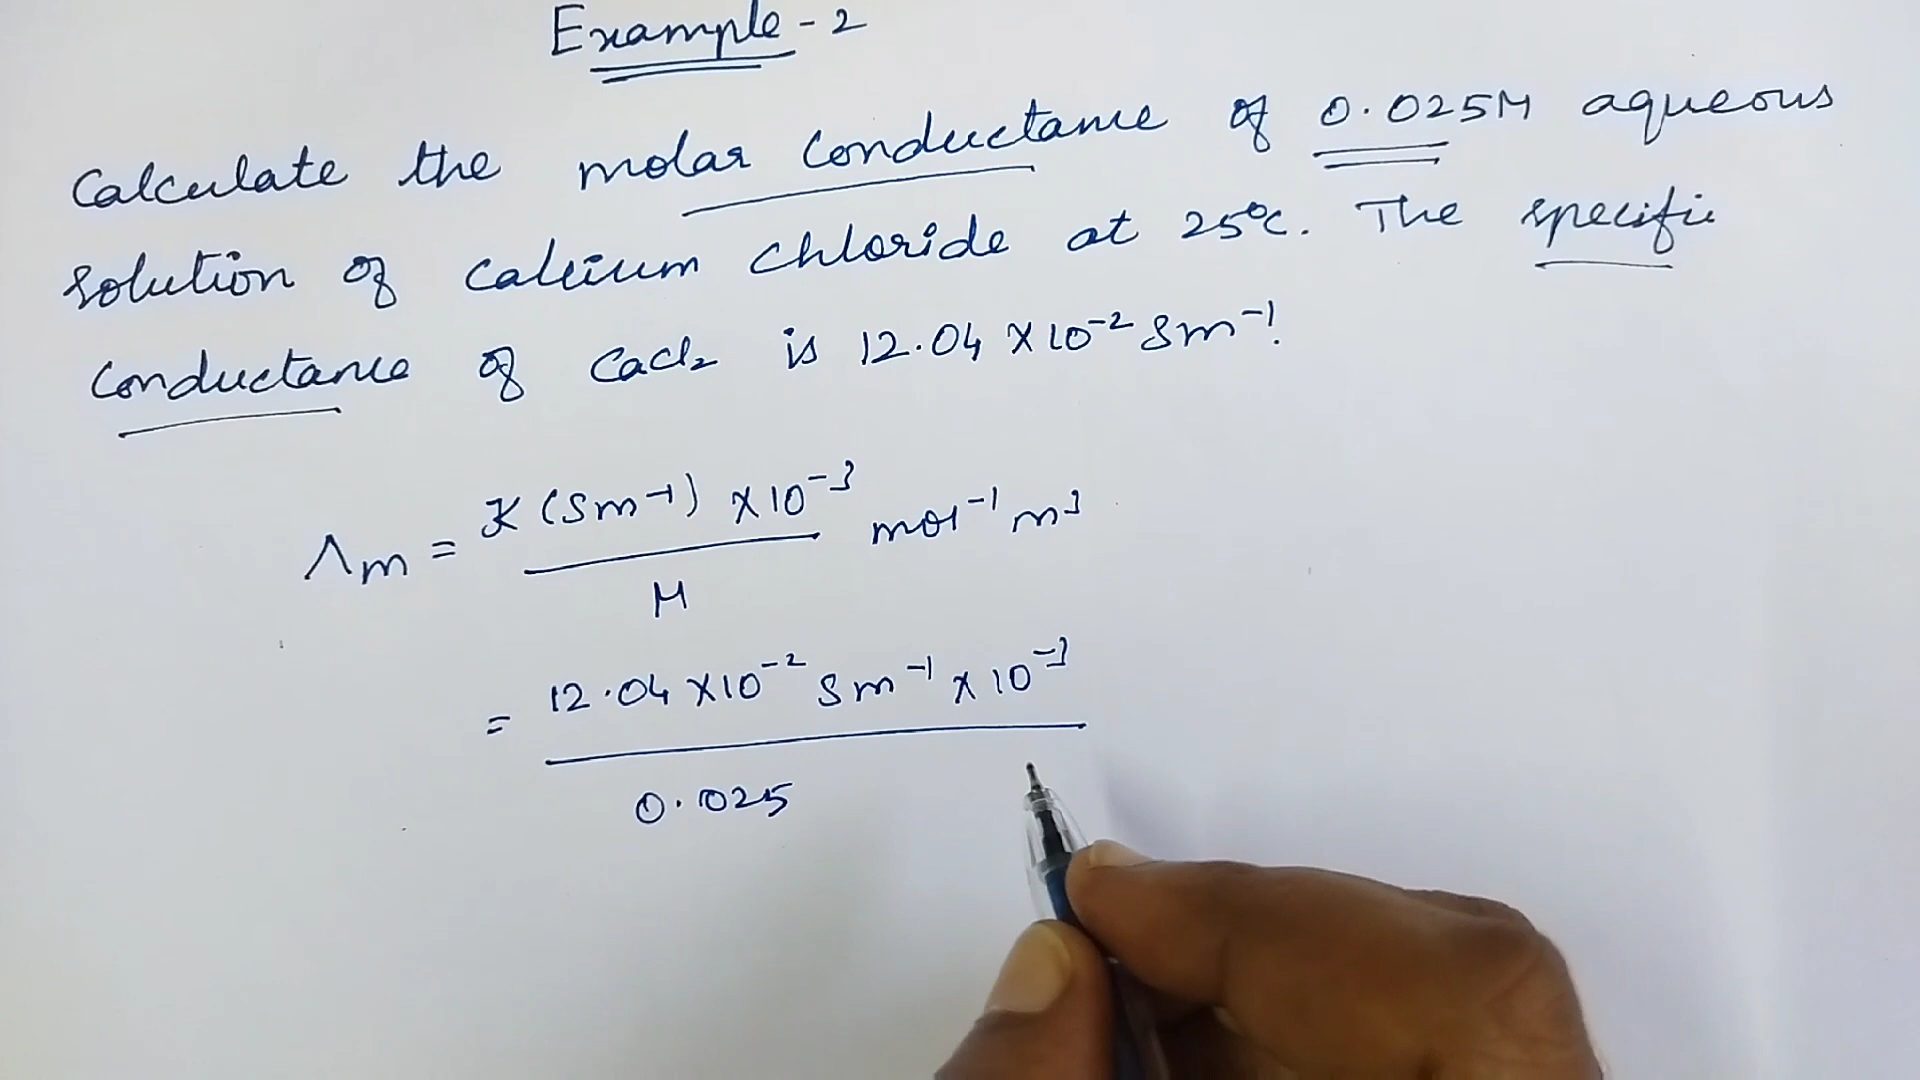 Example - 2
Calculate the molar conductance of 0.025M aqueous
solution of calcium chloride at 25°C. The specific
conductance of CaCl₂ is 12.04 × 10⁻² Sm⁻¹.
Λm = κ (Sm⁻¹) × 10⁻³ / M mol⁻¹ m³
= 12.04 × 10⁻² Sm⁻¹ × 10⁻³ / 0.025